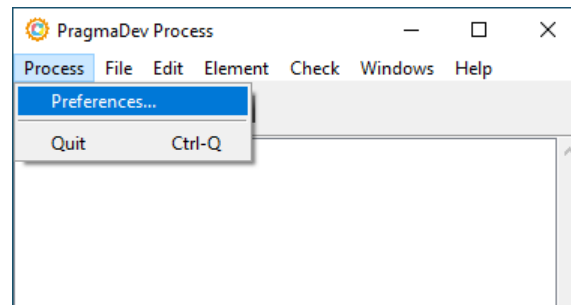 PragmaDev Process
Process File Edit Element Check Windows Help
Preferences...
Quit Ctrl-Q